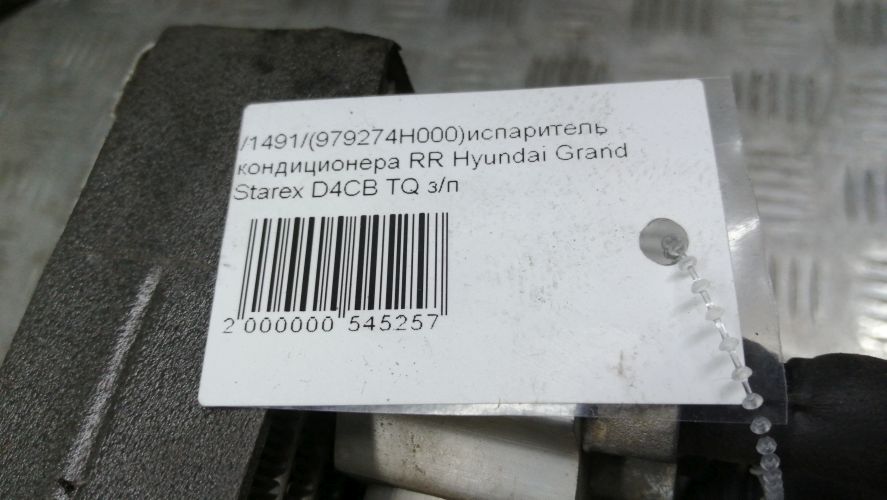 /1491/(979274H000)испаритель
кондиционера RR Hyundai Grand
Starex D4CB TQ з/п
2 000000 545257